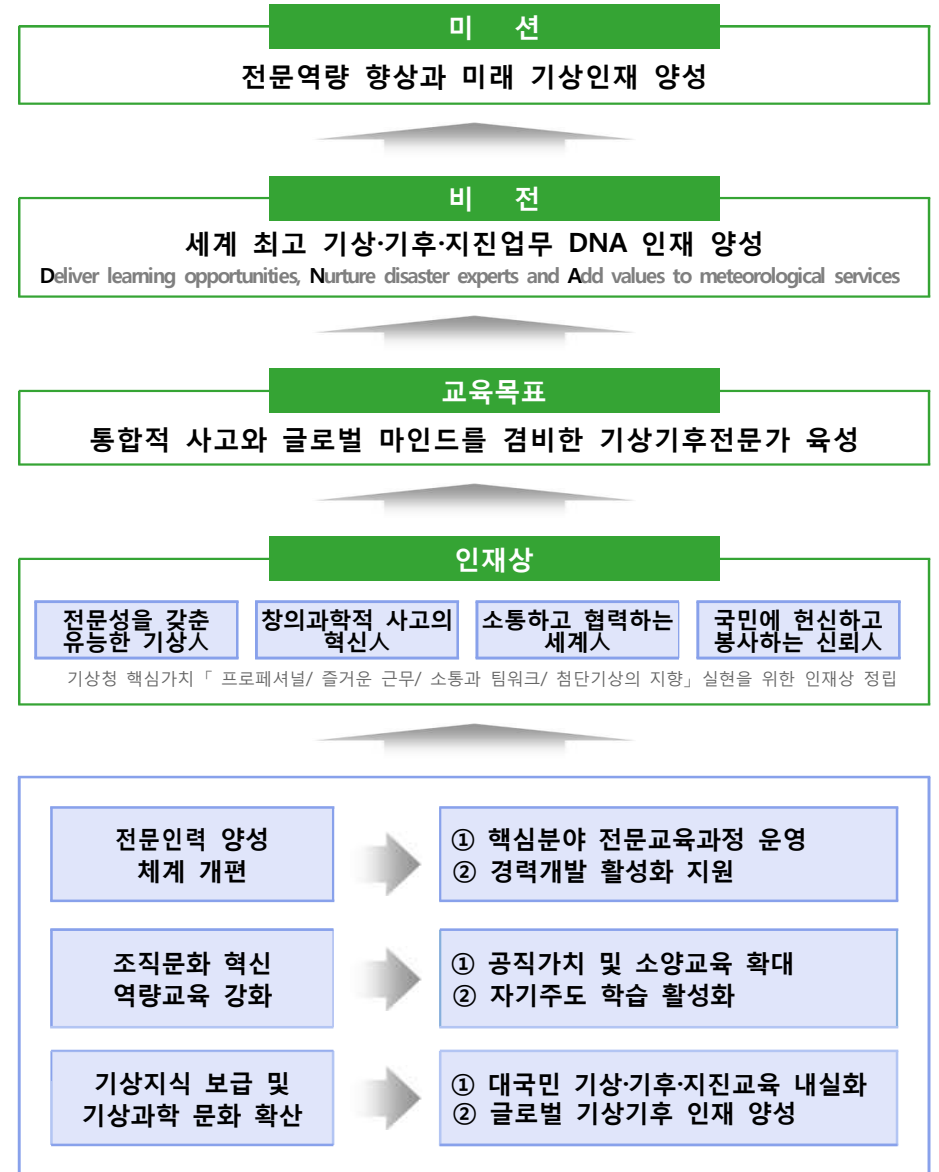 미 션
전문역량 향상과 미래 기상인재 양성
비 전
세계 최고 기상·기후·지진업무 DNA 인재 양성
Deliver learning opportunities, Nurture disaster experts and Add values to meteorological services
교육목표
통합적 사고와 글로벌 마인드를 겸비한 기상기후전문가 육성
인재상
전문성을 갖춘
유능한 기상人
창의과학적 사고의
혁신人
소통하고 협력하는
세계人
국민에 헌신하고
봉사하는 신뢰人
기상청 핵심가치「 프로페셔널/ 즐거운 근무/ 소통과 팀워크/ 첨단기상의 지향」실현을 위한 인재상 정립
전문인력 양성
체계 개편
① 핵심분야 전문교육과정 운영
② 경력개발 활성화 지원
조직문화 혁신
역량교육 강화
① 공직가치 및 소양교육 확대
② 자기주도 학습 활성화
기상지식 보급 및
기상과학 문화 확산
① 대국민 기상·기후·지진교육 내실화
② 글로벌 기상기후 인재 양성